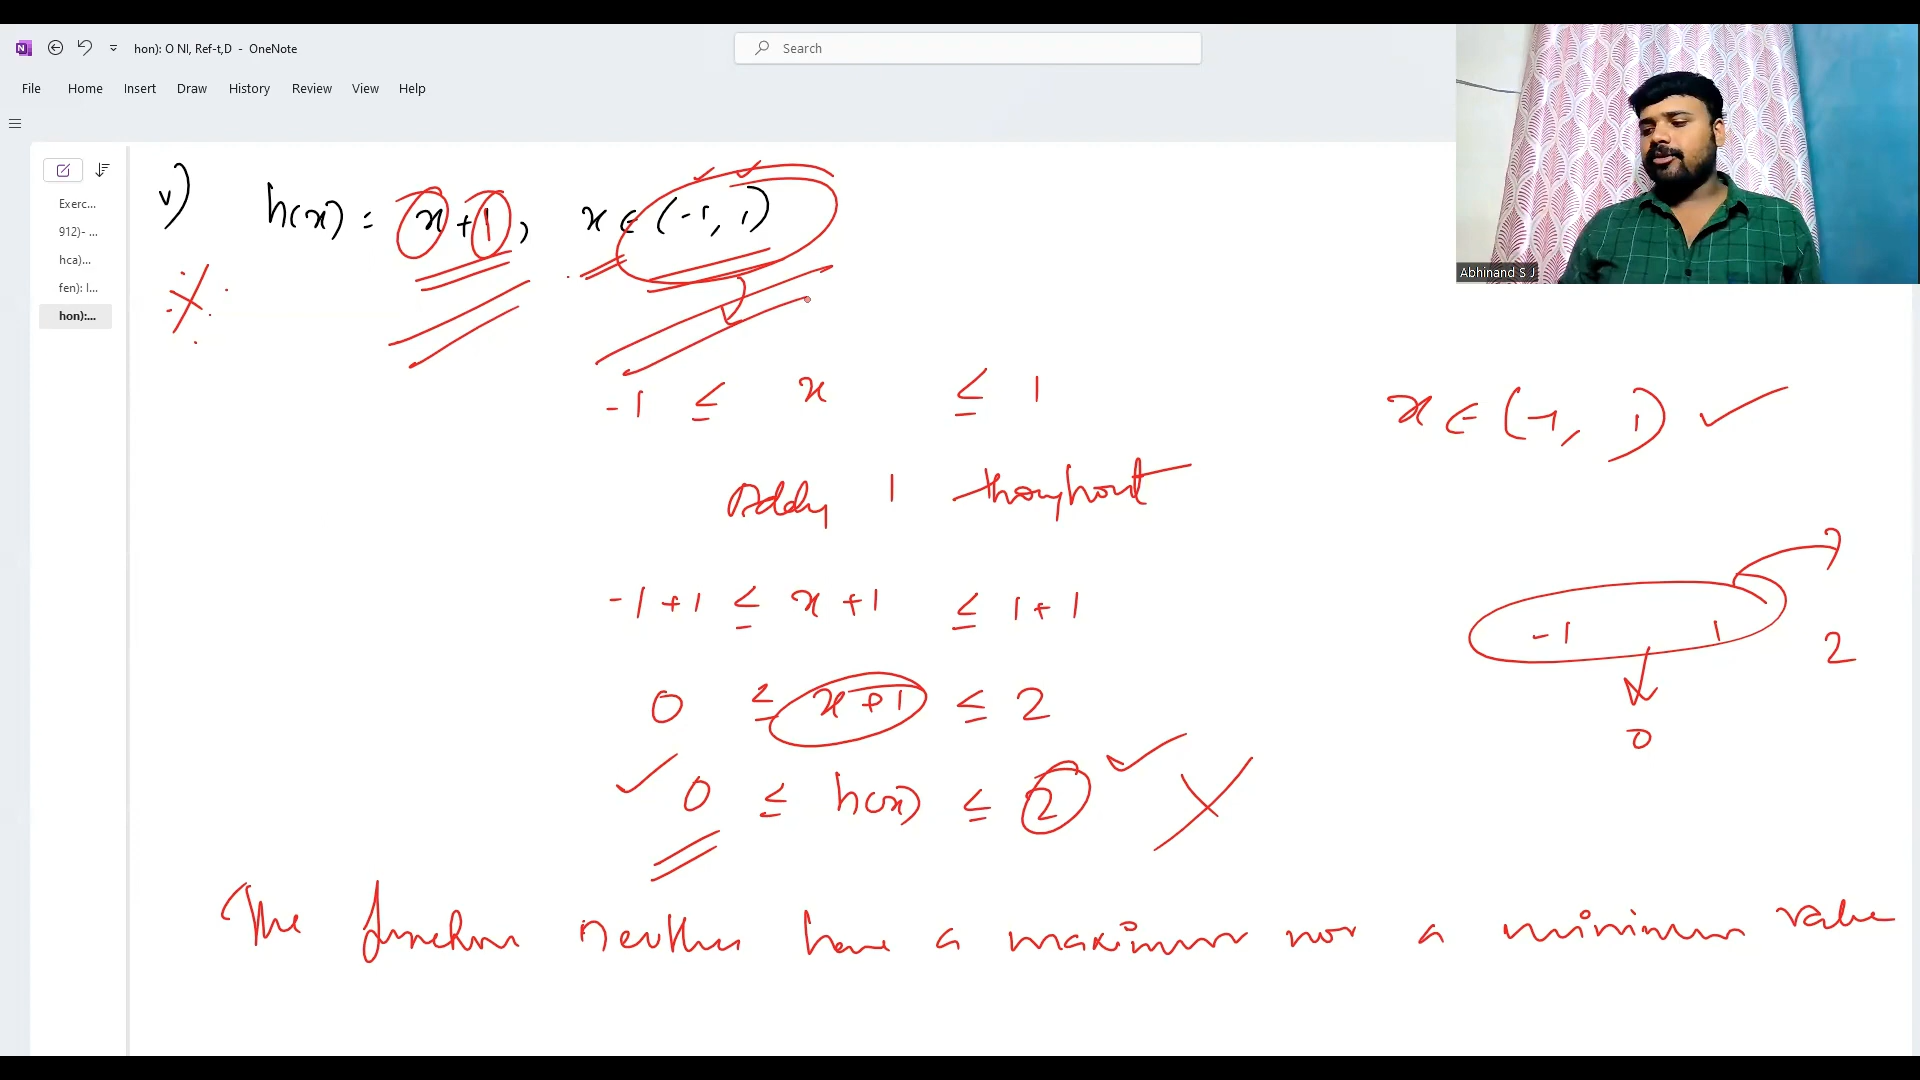 hon): O NI, Ref-t,D - OneNote
Search
File Home Insert Draw History Review View Help
Exerc...
912)- ...
hca)...
fen): I...
hon):...
Abhinand S J
v) h(x) = x+1, x ∈ (-1, 1)
-1 ≤ x ≤ 1
x ∈ (-1, 1)
Addy 1 thoughout
-1+1 ≤ x+1 ≤ 1+1
-1 1
2
0
0 ≤ x+1 ≤ 2
0 ≤ h(x) ≤ 2
The function neither have a maximum nor a minimum value